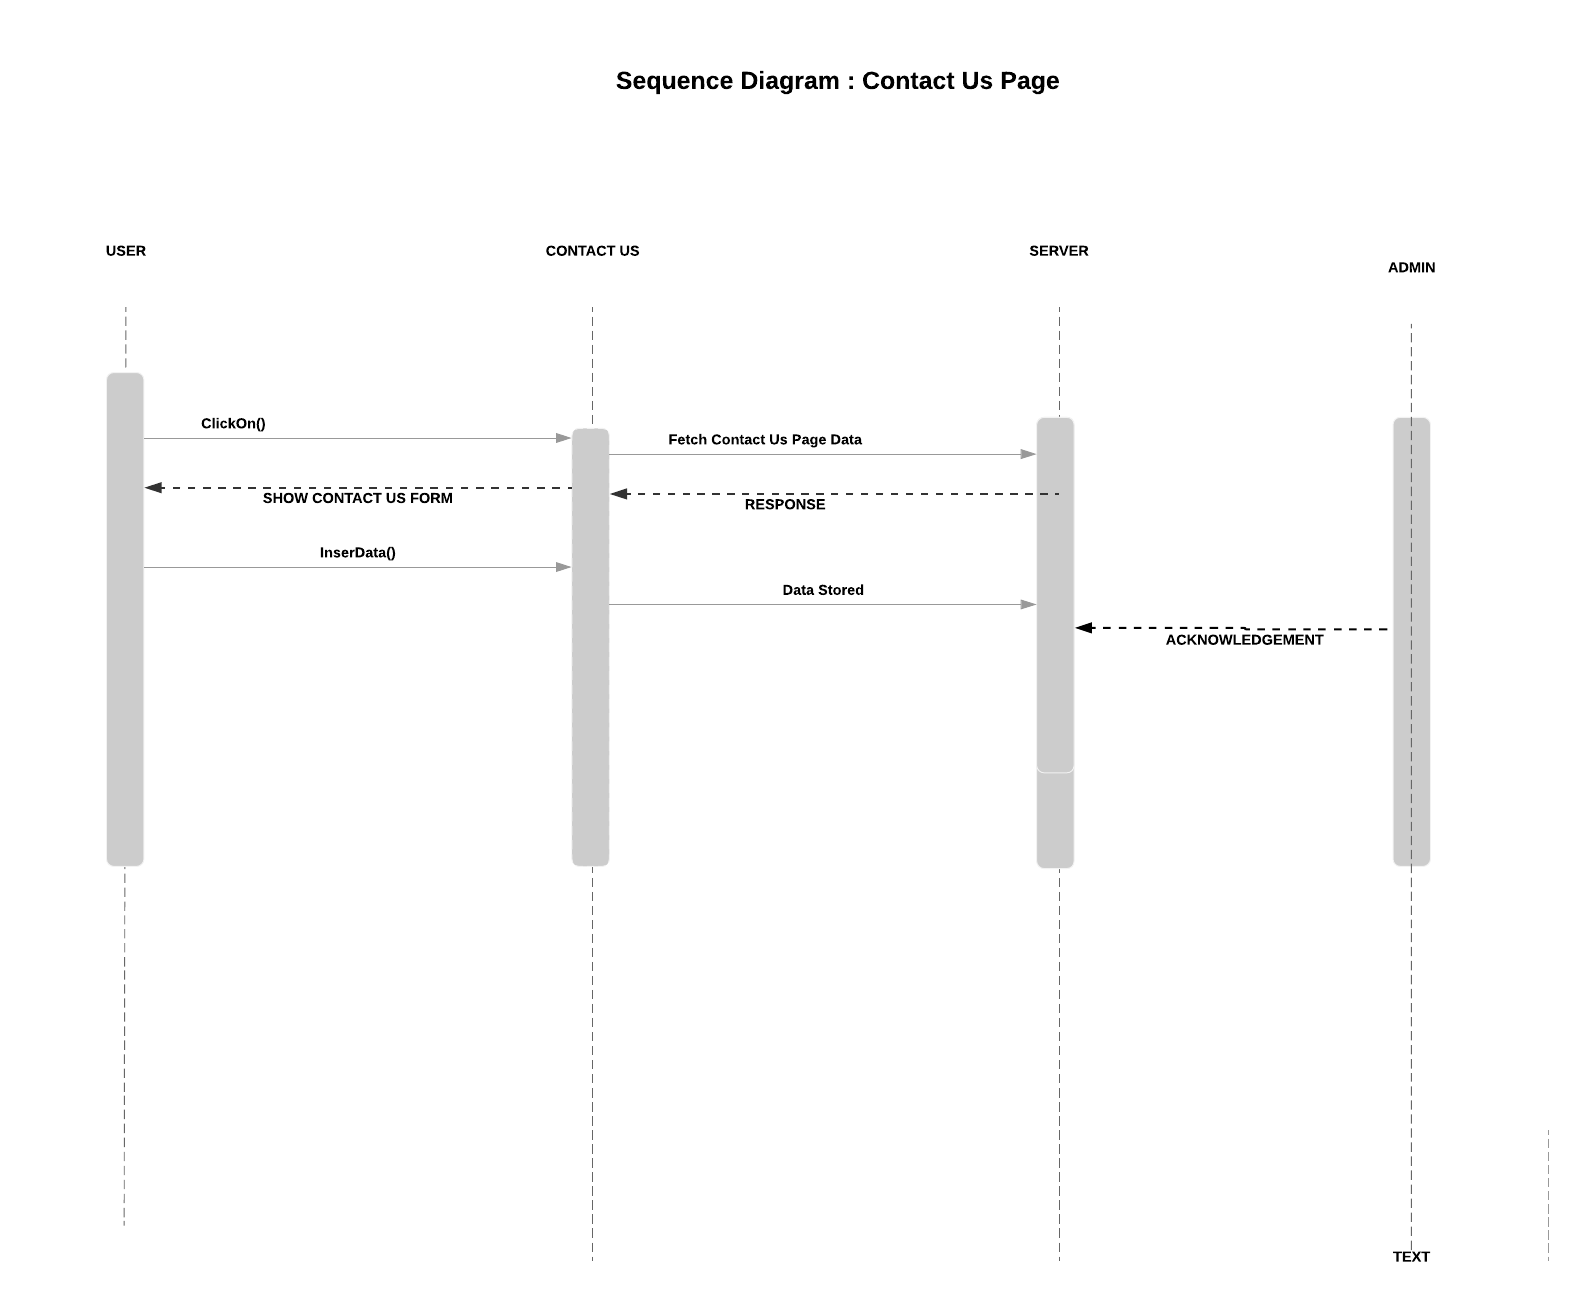 Sequence Diagram : Contact Us Page
USER
CONTACT US
SERVER
ADMIN
ClickOn()
Fetch Contact Us Page Data
SHOW CONTACT US FORM
RESPONSE
InserData()
Data Stored
ACKNOWLEDGEMENT
TEXT